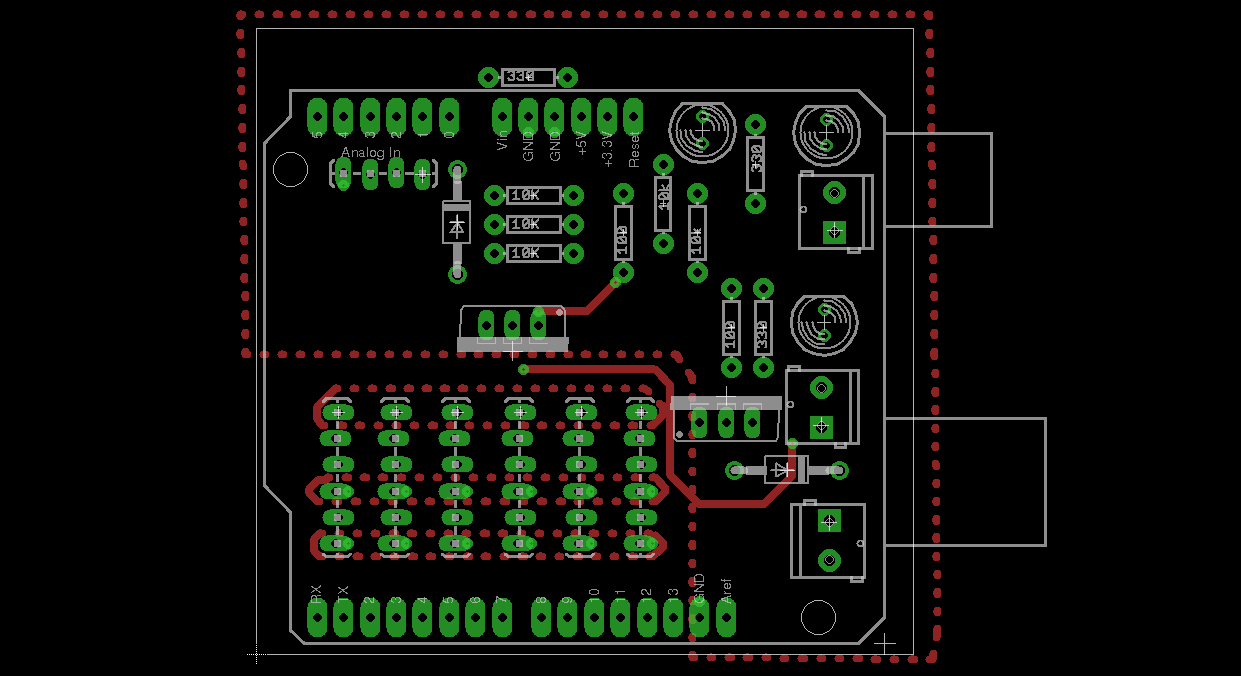 330
5 4 3 2 1 0
Vin GND GND +5V +3.3V Reset
Analog In
330
10K
10k
10K
100
10k
10K
100
330
RX TX 2 3 4 5 6 7 8 9 10 11 12 13 GND Aref